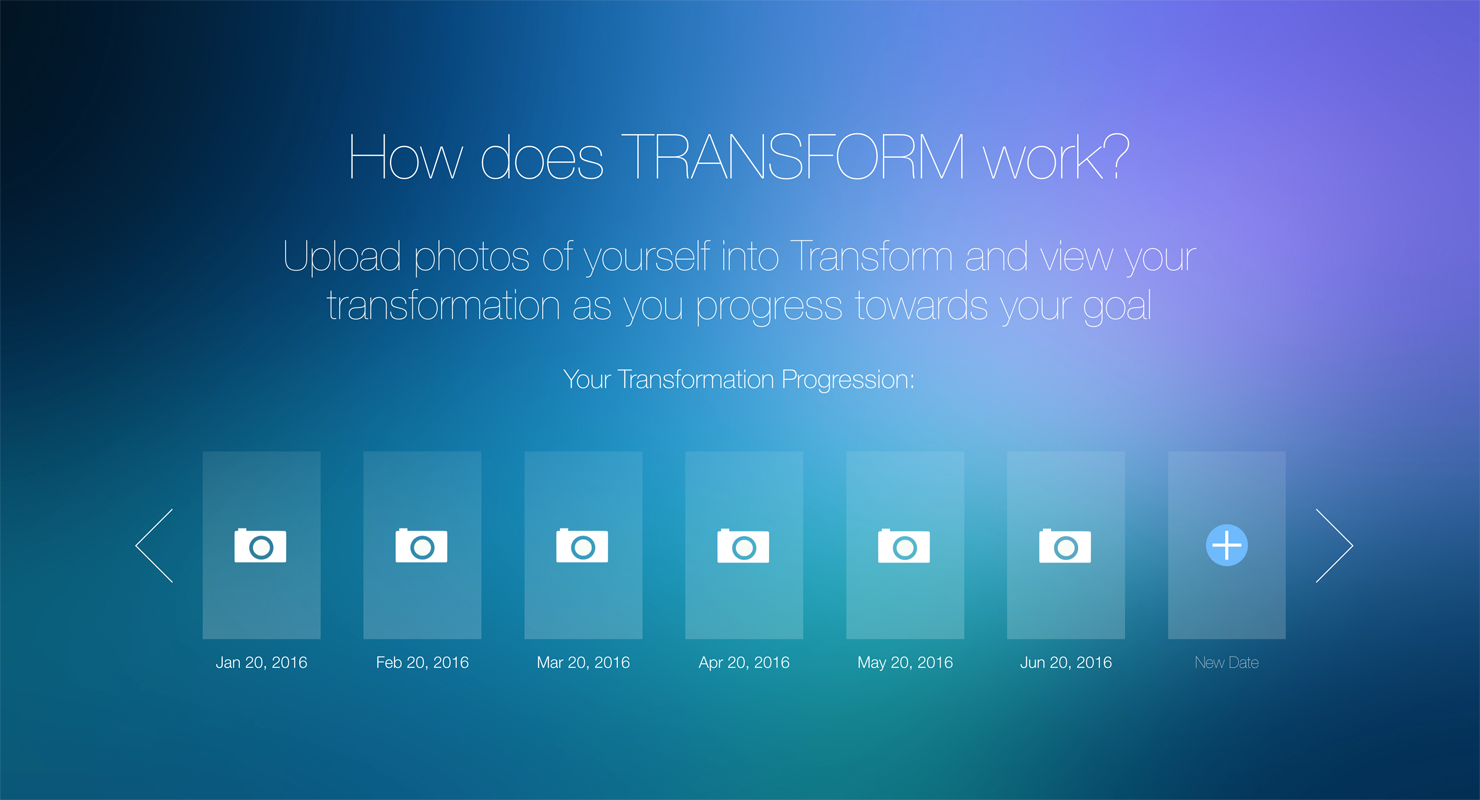 How does TRANSFORM work?
Upload photos of yourself into Transform and view your
transformation as you progress towards your goal
Your Transformation Progression:
Jan 20, 2016
Feb 20, 2016
Mar 20, 2016
Apr 20, 2016
May 20, 2016
Jun 20, 2016
New Date